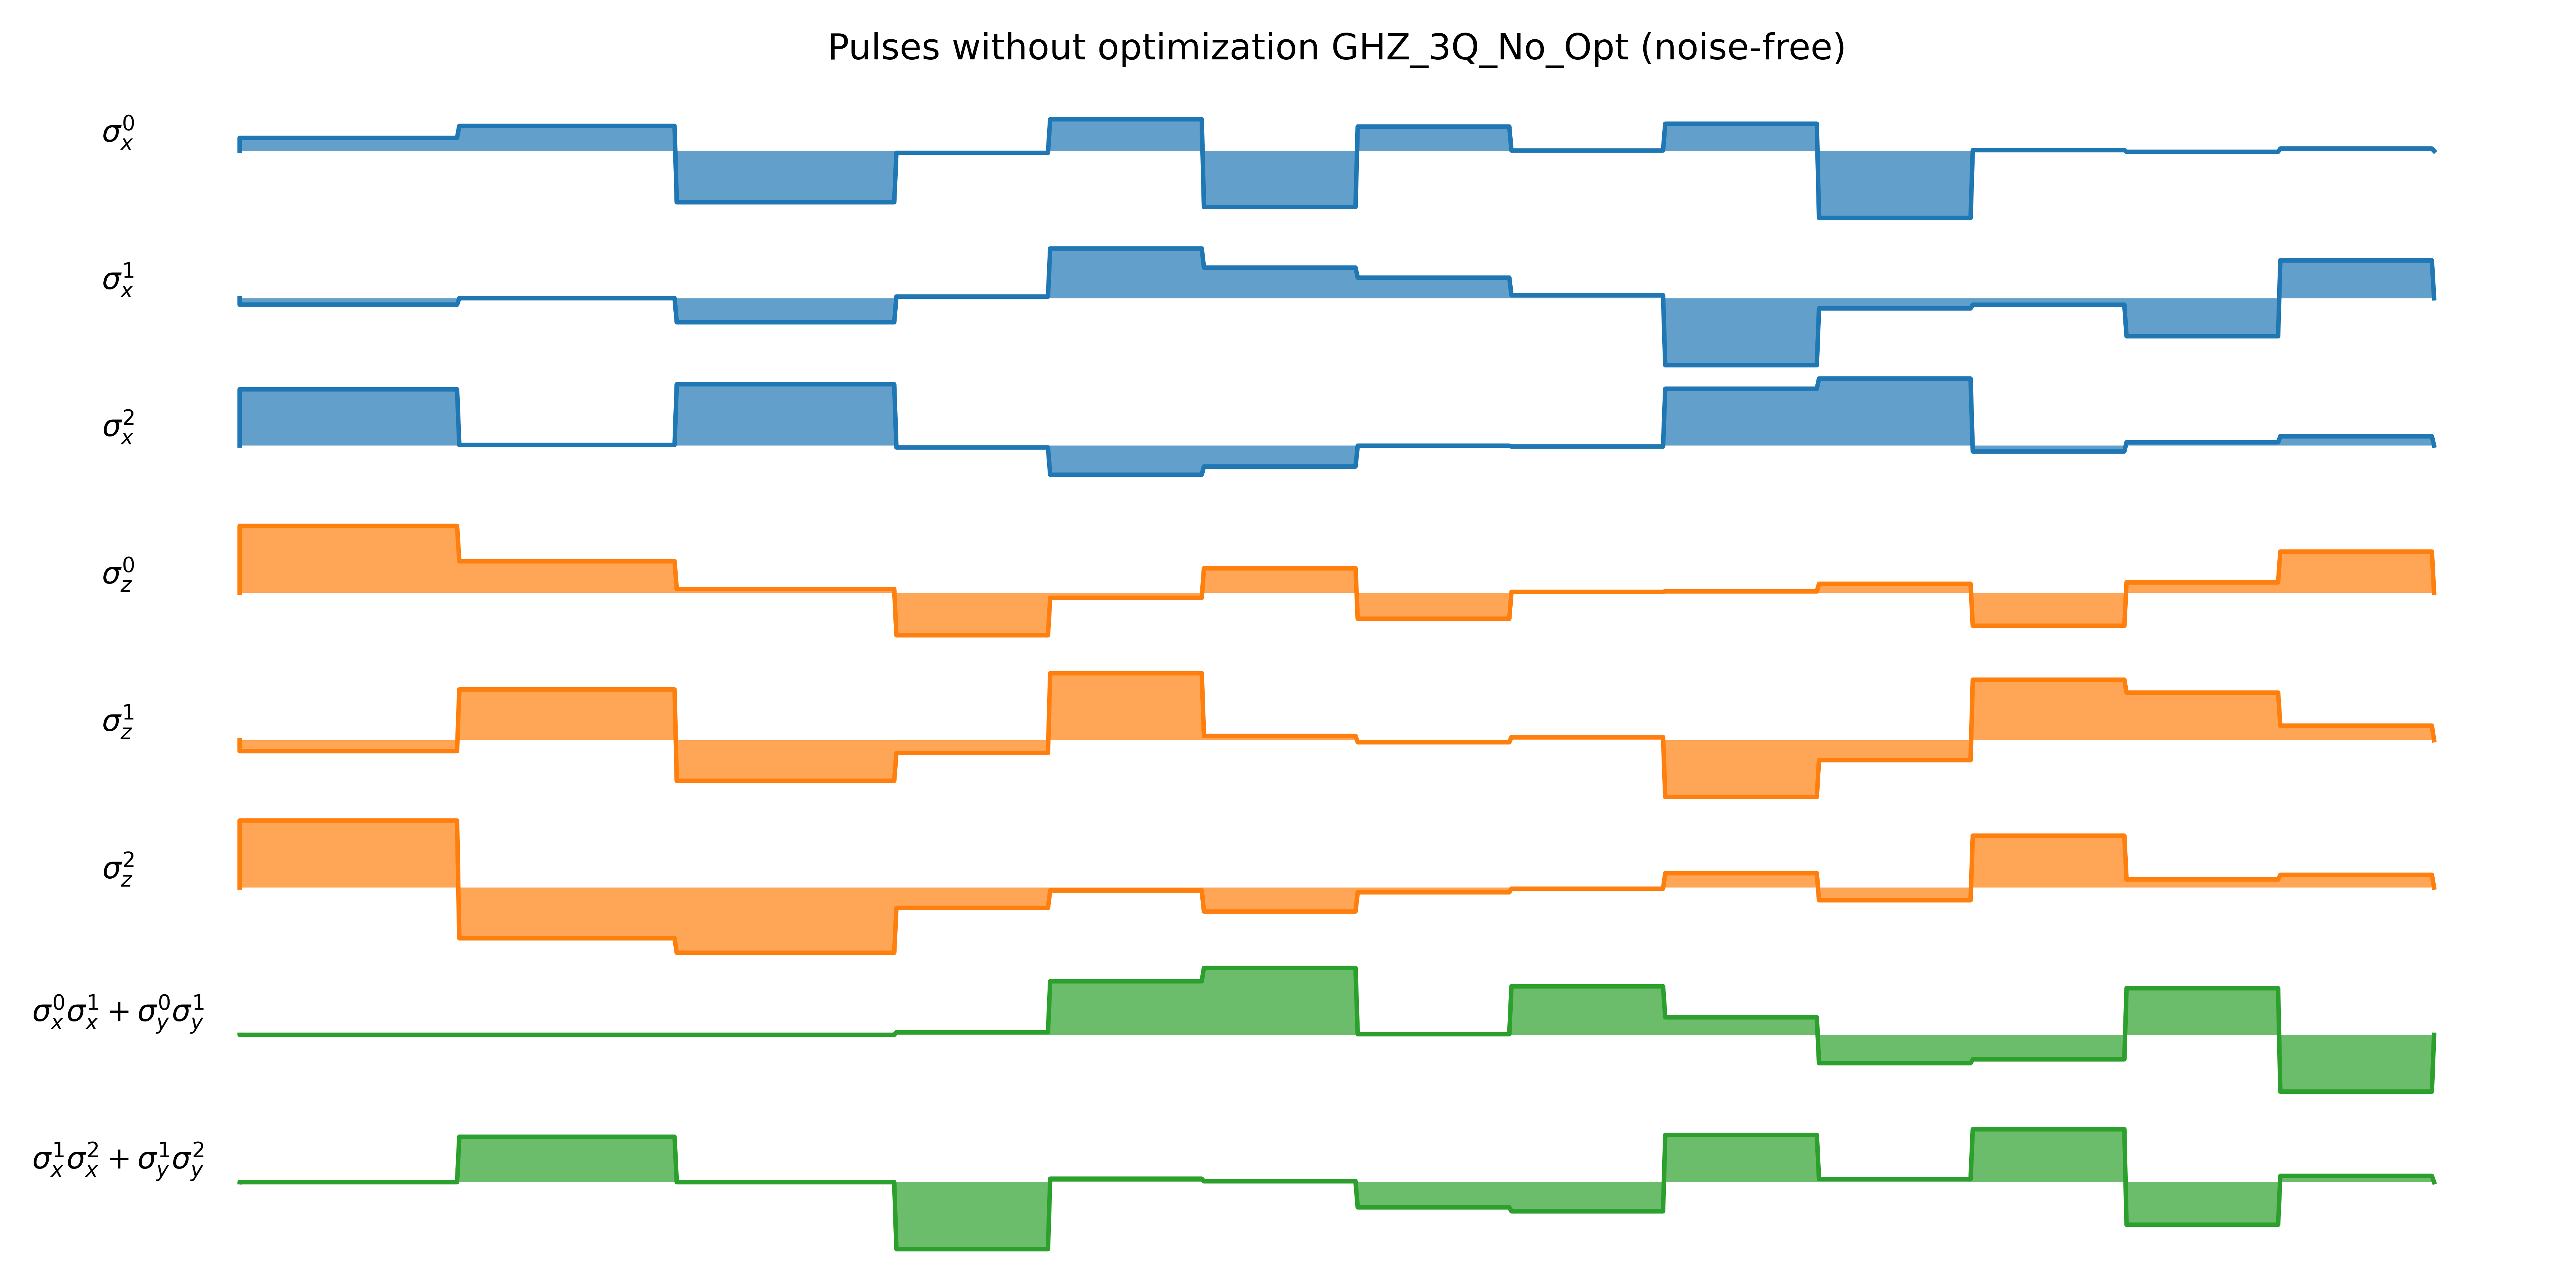 Pulses without optimization GHZ_3Q_No_Opt (noise-free)
σ_x^0
σ_x^1
σ_x^2
σ_z^0
σ_z^1
σ_z^2
σ_x^0σ_x^1 + σ_y^0σ_y^1
σ_x^1σ_x^2 + σ_y^1σ_y^2